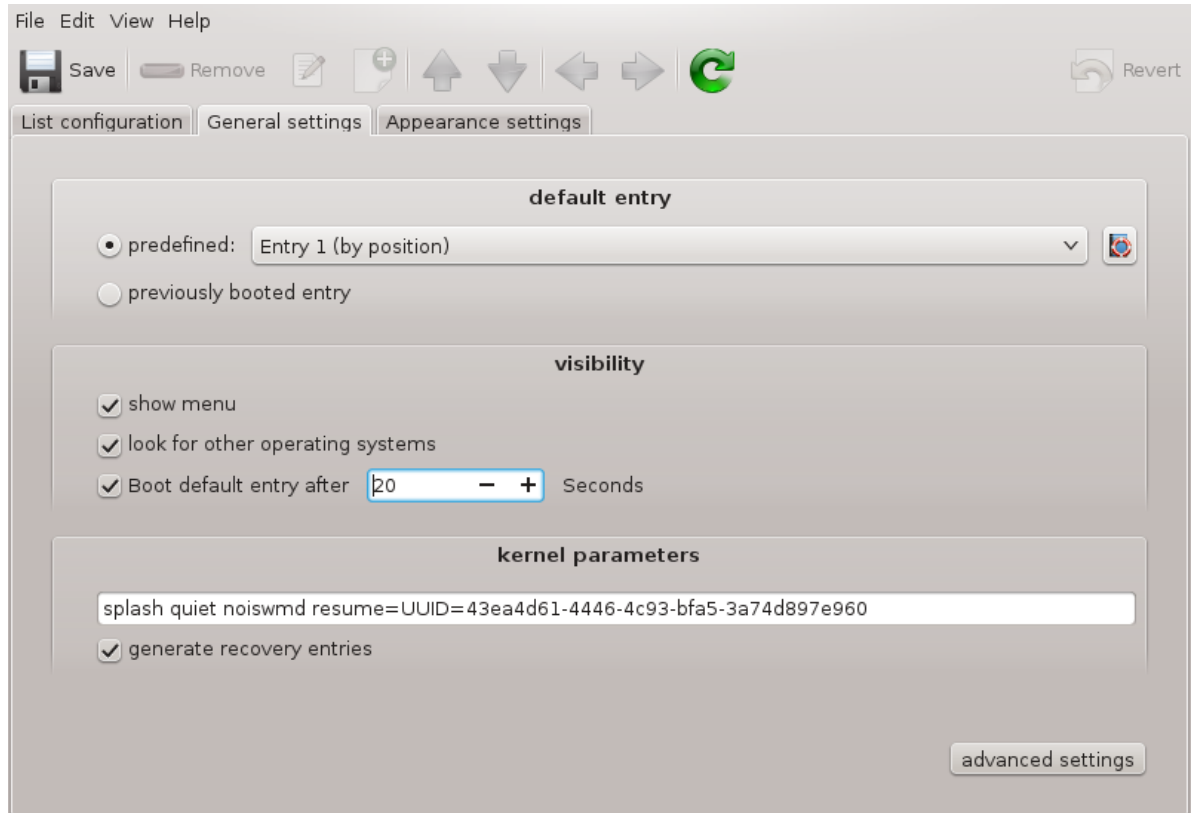 File Edit View Help
Save Remove Revert
List configuration General settings Appearance settings
default entry
predefined: Entry 1 (by position)
previously booted entry
visibility
show menu
look for other operating systems
Boot default entry after 20 − + Seconds
kernel parameters
splash quiet noiswmd resume=UUID=43ea4d61-4446-4c93-bfa5-3a74d897e960
generate recovery entries
advanced settings